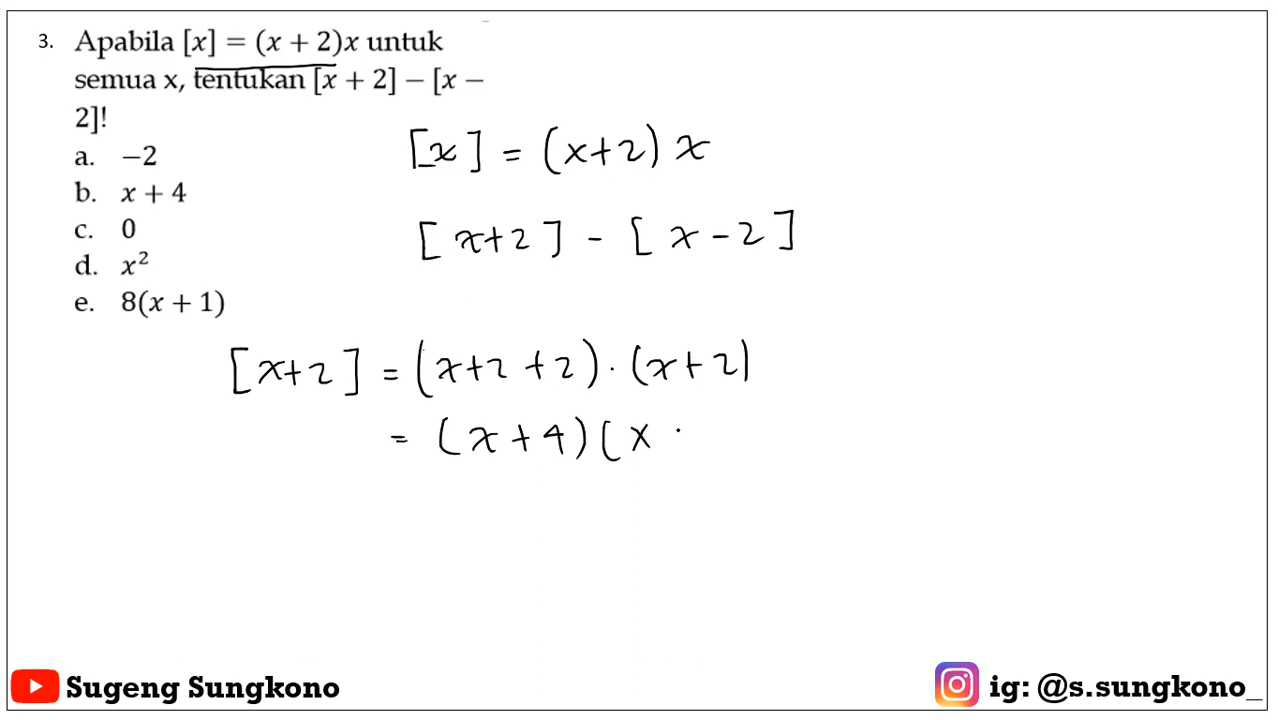 3. Apabila [x] = (x + 2)x untuk
semua x, tentukan [x + 2] − [x −
2]!
a. −2
b. x + 4
c. 0
d. x²
e. 8(x + 1)
[x] = (x+2) x
[x+2] - [x-2]
[x+2] = (x+2+2) · (x+2)
= (x+4)(x
Sugeng Sungkono
ig: @s.sungkono_